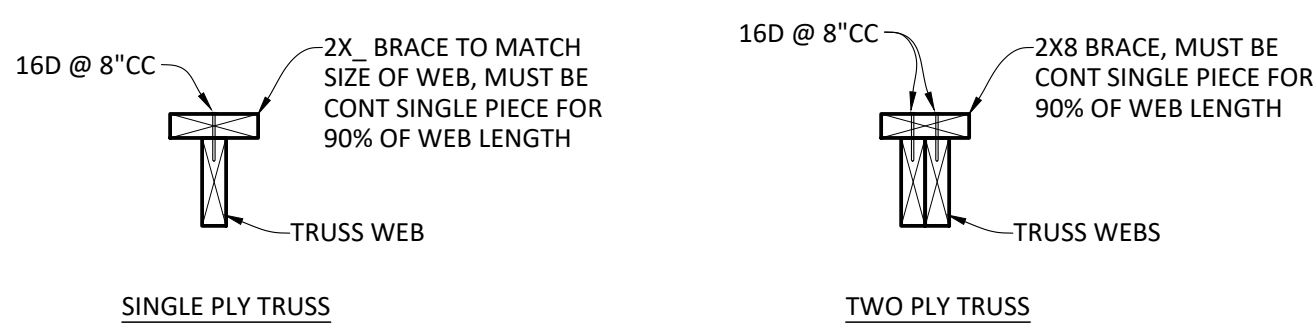 16D @ 8"CC
2X_ BRACE TO MATCH
SIZE OF WEB, MUST BE
CONT SINGLE PIECE FOR
90% OF WEB LENGTH
TRUSS WEB
SINGLE PLY TRUSS
16D @ 8"CC
2X8 BRACE, MUST BE
CONT SINGLE PIECE FOR
90% OF WEB LENGTH
TRUSS WEBS
TWO PLY TRUSS